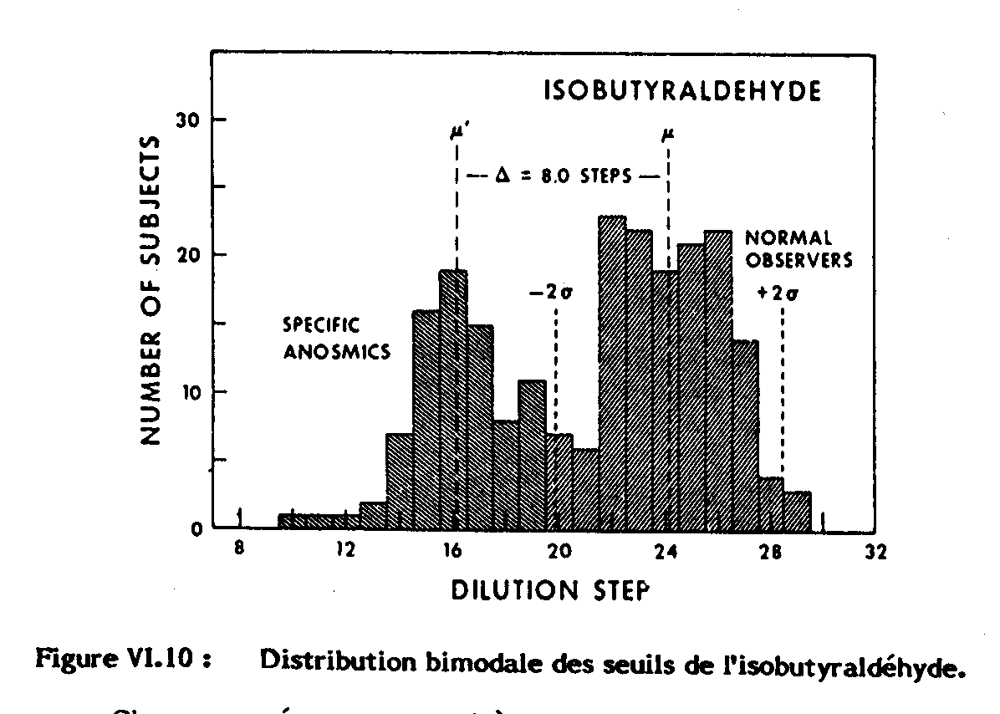 ISOBUTYRALDEHYDE
30
μ'
μ
Δ = 8.0 STEPS
NUMBER OF SUBJECTS
20
NORMAL
OBSERVERS
-2σ
+2σ
SPECIFIC
ANOSMICS
10
0
8 12 16 20 24 28 32
DILUTION STEP
Figure VI.10 : Distribution bimodale des seuils de l'isobutyraldéhyde.